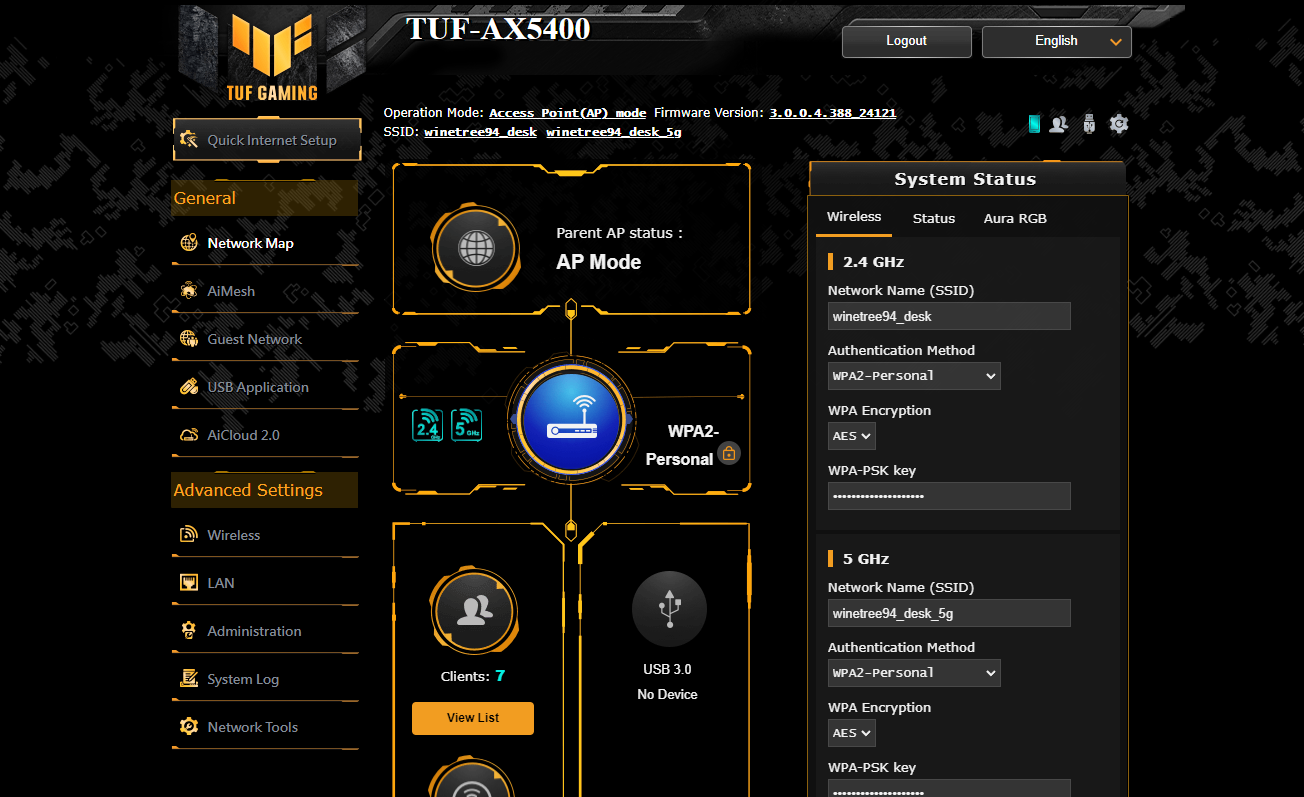 TUF-AX5400
Logout
English
TUF GAMING
Operation Mode: Access Point(AP) mode Firmware Version: 3.0.0.4.388_24121
SSID: winetree94_desk winetree94_desk_5g
Quick Internet Setup
General
Network Map
AiMesh
Guest Network
USB Application
AiCloud 2.0
Advanced Settings
Wireless
LAN
Administration
System Log
Network Tools
Parent AP status :
AP Mode
2.4 GHz
5 GHz
WPA2-
Personal
Clients: 7
View List
USB 3.0
No Device
System Status
Wireless Status Aura RGB
2.4 GHz
Network Name (SSID)
winetree94_desk
Authentication Method
WPA2-Personal
WPA Encryption
AES
WPA-PSK key
5 GHz
Network Name (SSID)
winetree94_desk_5g
Authentication Method
WPA2-Personal
WPA Encryption
AES
WPA-PSK key